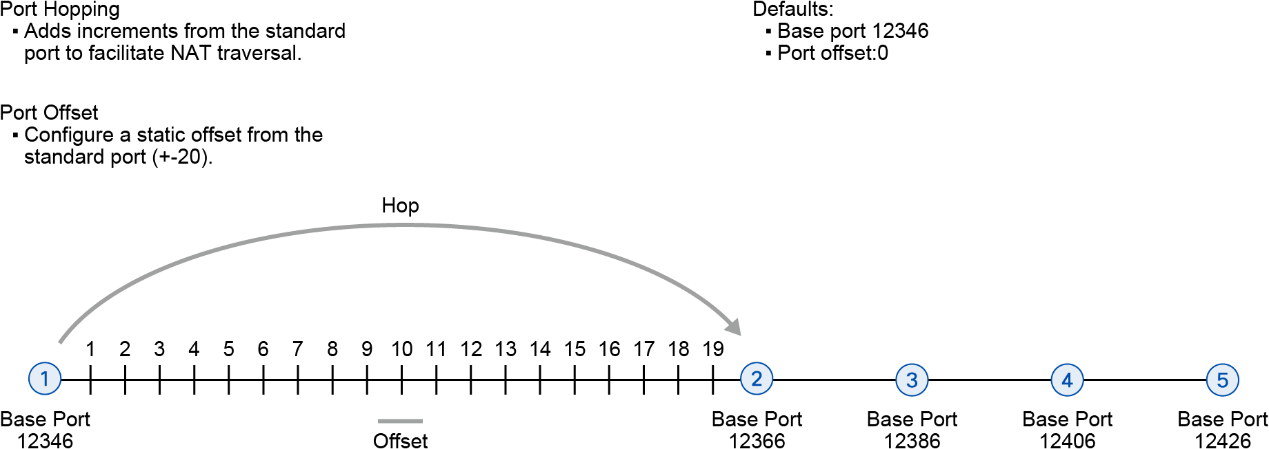 Port Hopping
▪ Adds increments from the standard
port to facilitate NAT traversal.
Defaults:
▪ Base port 12346
▪ Port offset:0
Port Offset
▪ Configure a static offset from the
standard port (+-20).
Hop
1 2 3 4 5 6 7 8 9 10 11 12 13 14 15 16 17 18 19
1 2 3 4 5
Base Port
12346
Offset
Base Port
12366
Base Port
12386
Base Port
12406
Base Port
12426